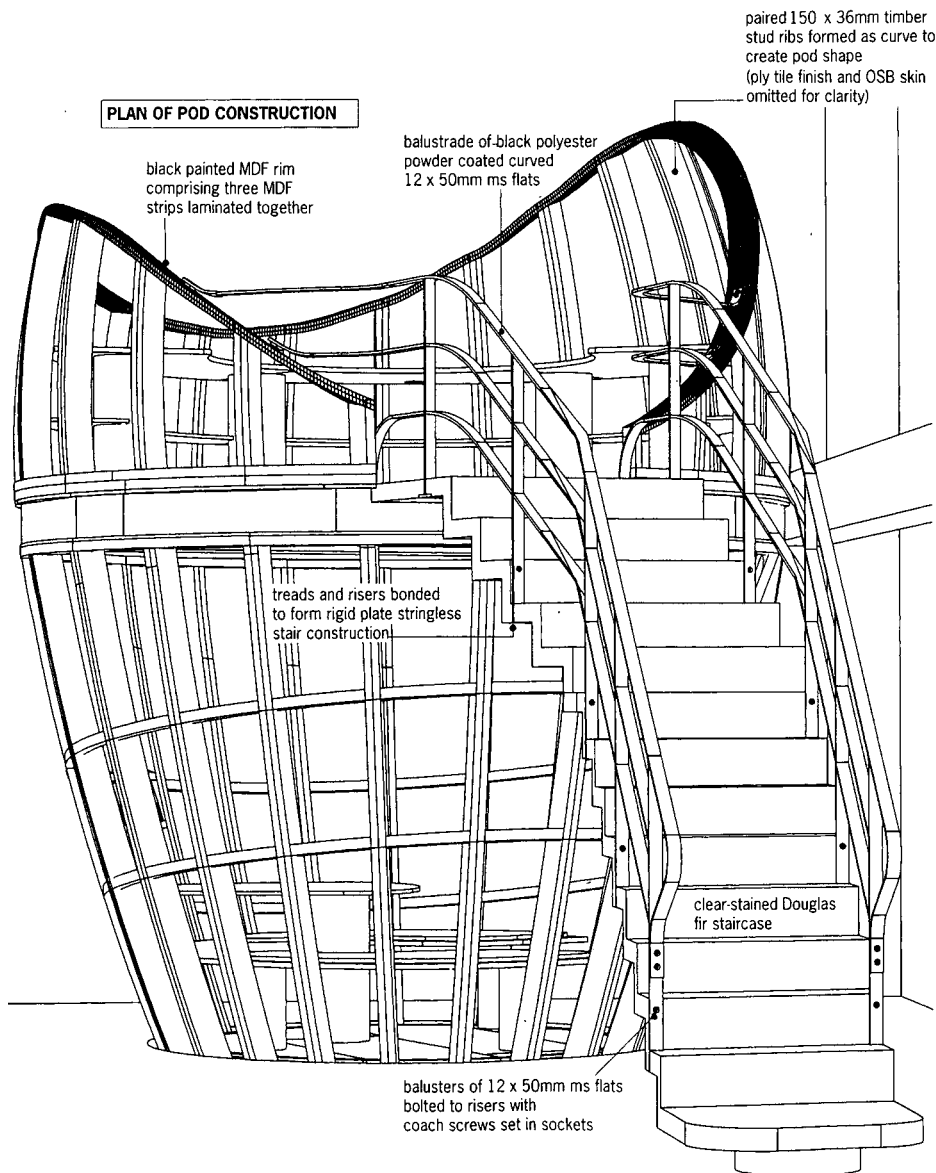 paired 150 x 36mm timber
stud ribs formed as curve to
create pod shape
(ply tile finish and OSB skin
omitted for clarity)
PLAN OF POD CONSTRUCTION
balustrade of black polyester
powder coated curved
12 x 50mm ms flats
black painted MDF rim
comprising three MDF
strips laminated together
treads and risers bonded
to form rigid plate stringless
stair construction
clear-stained Douglas
fir staircase
balusters of 12 x 50mm ms flats
bolted to risers with
coach screws set in sockets